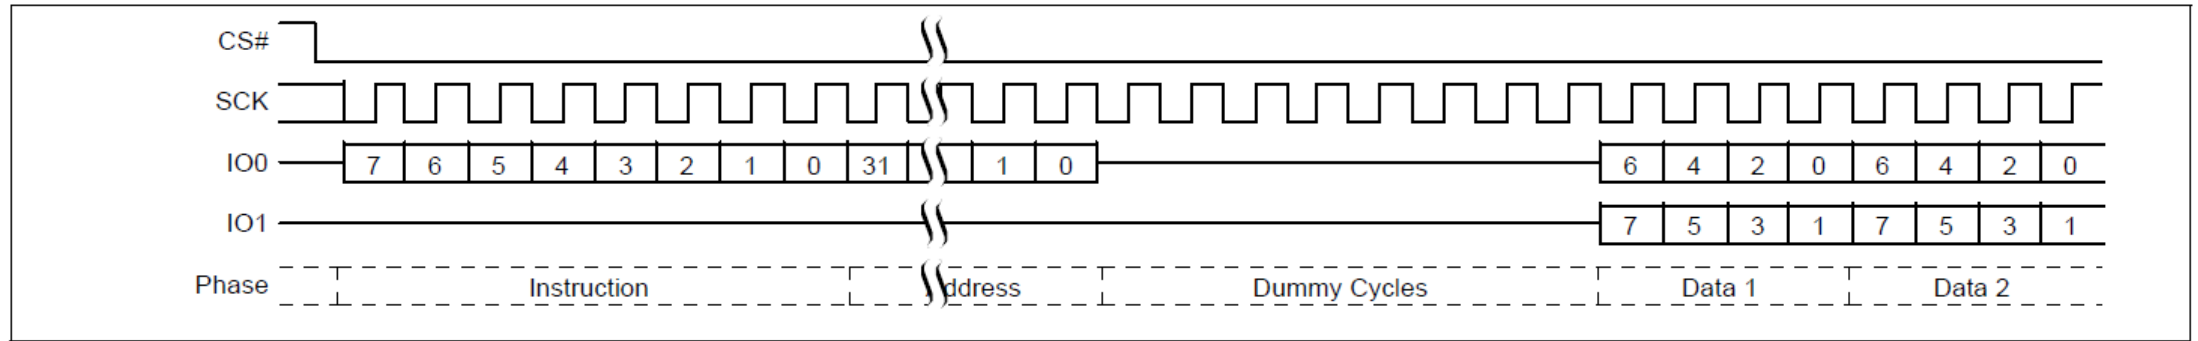 CS#
SCK
IO0 7 6 5 4 3 2 1 0 31 1 0 6 4 2 0 6 4 2 0
IO1 7 5 3 1 7 5 3 1
Phase Instruction ddress Dummy Cycles Data 1 Data 2